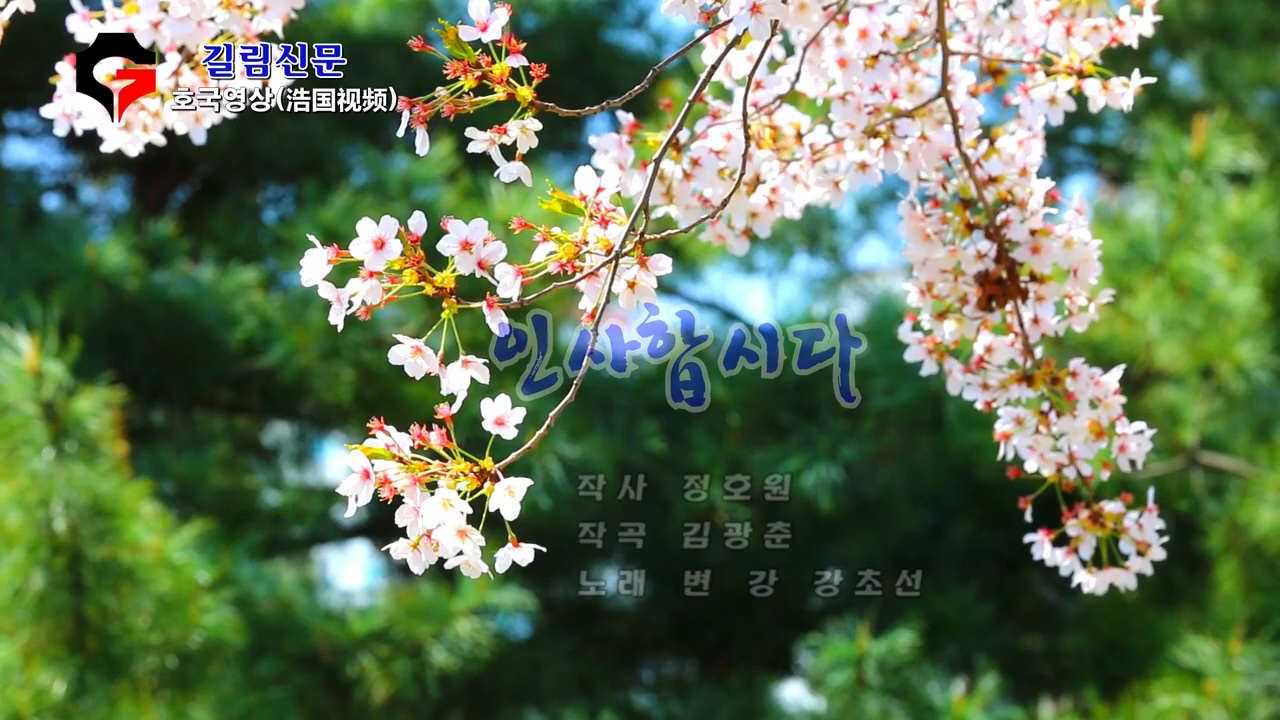 길림신문
호국영상(浩国视频)
인사합시다
작사 정호원
작곡 김광춘
노래 변 강 강초선